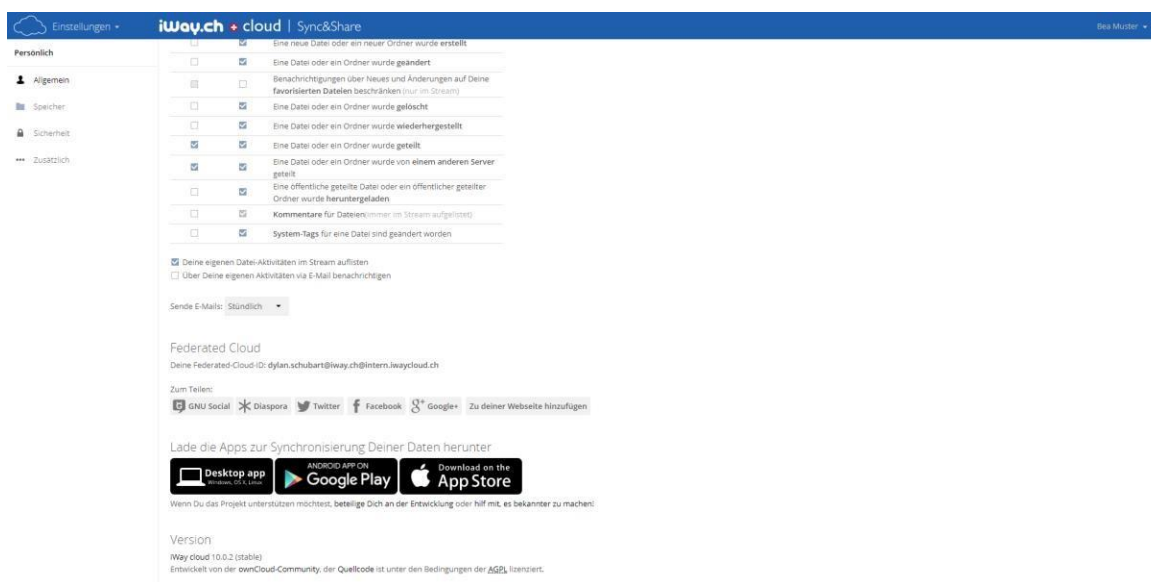 Einstellungen
iWay.ch + cloud | Sync&Share
Bea Muster
Persönlich
Allgemein
Speicher
Sicherheit
Zusätzlich
Eine neue Datei oder ein neuer Ordner wurde erstellt
Eine Datei oder ein Ordner wurde geändert
Benachrichtigungen über Neues und Änderungen auf Deine
favorisierten Dateien beschränken (nur im Stream)
Eine Datei oder ein Ordner wurde gelöscht
Eine Datei oder ein Ordner wurde wiederhergestellt
Eine Datei oder ein Ordner wurde geteilt
Eine Datei oder ein Ordner wurde von einem anderen Server
geteilt
Eine öffentliche geteilte Datei oder ein öffentlicher geteilter
Ordner wurde heruntergeladen
Kommentare für Dateien(immer im Stream aufgelistet)
System-Tags für eine Datei sind geändert worden
Deine eigenen Datei-Aktivitäten im Stream auflisten
Über Deine eigenen Aktivitäten via E-Mail benachrichtigen
Sende E-Mails: Stündlich
Federated Cloud
Deine Federated-Cloud-ID: dylan.schubart@iway.ch@intern.iwaycloud.ch
Zum Teilen:
GNU Social Diaspora Twitter Facebook Google+ Zu deiner Webseite hinzufügen
Lade die Apps zur Synchronisierung Deiner Daten herunter
Desktop app
Windows, OS X, Linux
ANDROID APP ON
Google Play
Download on the
App Store
Wenn Du das Projekt unterstützen möchtest, beteilige Dich an der Entwicklung oder hilf mit, es bekannter zu machen!
Version
iWay cloud 10.0.2 (stable)
Entwickelt von der ownCloud-Community, der Quellcode ist unter den Bedingungen der AGPL lizenziert.